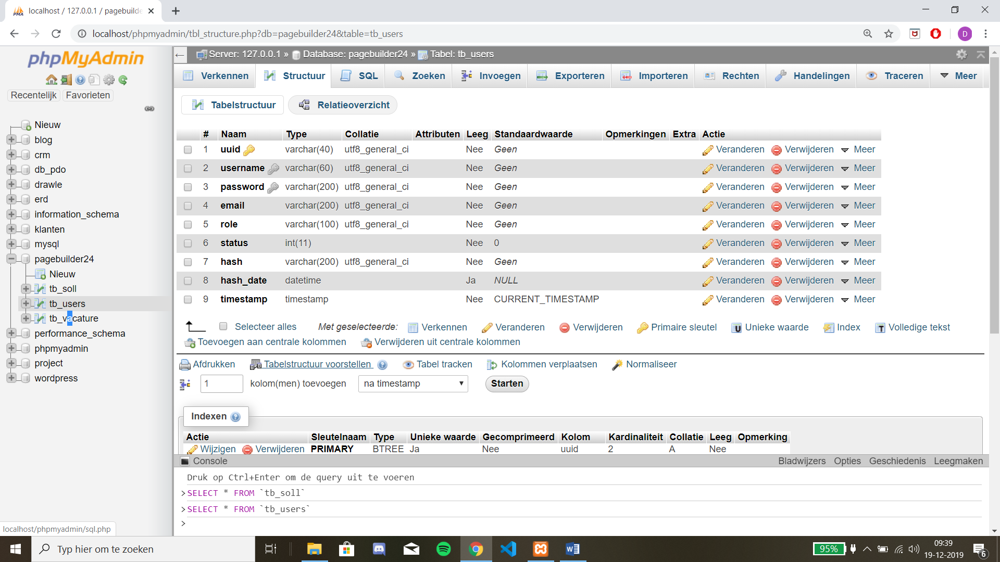 localhost / 127.0.0.1 / pagebuilde
localhost/phpmyadmin/tbl_structure.php?db=pagebuilder24&table=tb_users
D
phpMyAdmin
Recentelijk Favorieten
Nieuw
blog
crm
db_pdo
drawle
erd
information_schema
klanten
mysql
pagebuilder24
Nieuw
tb_soll
tb_users
tb_vacature
performance_schema
phpmyadmin
project
wordpress
localhost/phpmyadmin/sql.php
Server: 127.0.0.1 » Database: pagebuilder24 » Tabel: tb_users
Verkennen Structuur SQL Zoeken Invoegen Exporteren Importeren Rechten Handelingen Traceren Meer
Tabelstructuur Relatieoverzicht
# Naam Type Collatie Attributen Leeg Standaardwaarde Opmerkingen Extra Actie
1 uuid varchar(40) utf8_general_ci Nee Geen Veranderen Verwijderen Meer
2 username varchar(60) utf8_general_ci Nee Geen Veranderen Verwijderen Meer
3 password varchar(200) utf8_general_ci Nee Geen Veranderen Verwijderen Meer
4 email varchar(200) utf8_general_ci Nee Geen Veranderen Verwijderen Meer
5 role varchar(100) utf8_general_ci Nee Geen Veranderen Verwijderen Meer
6 status int(11) Nee 0 Veranderen Verwijderen Meer
7 hash varchar(200) utf8_general_ci Nee Geen Veranderen Verwijderen Meer
8 hash_date datetime Ja NULL Veranderen Verwijderen Meer
9 timestamp timestamp Nee CURRENT_TIMESTAMP Veranderen Verwijderen Meer
Selecteer alles Met geselecteerde: Verkennen Veranderen Verwijderen Primaire sleutel Unieke waarde Index Volledige tekst
Toevoegen aan centrale kolommen Verwijderen uit centrale kolommen
Afdrukken Tabelstructuur voorstellen Tabel tracken Kolommen verplaatsen Normaliseer
1 kolom(men) toevoegen na timestamp Starten
Indexen
Actie Sleutelnaam Type Unieke waarde Gecomprimeerd Kolom Kardinaliteit Collatie Leeg Opmerking
Wijzigen Verwijderen PRIMARY BTREE Ja Nee uuid 2 A Nee
Console Bladwijzers Opties Geschiedenis Leegmaken
Druk op Ctrl+Enter om de query uit te voeren
>SELECT * FROM `tb_soll`
>SELECT * FROM `tb_users`
>
Typ hier om te zoeken
95%
09:39
19-12-2019
6